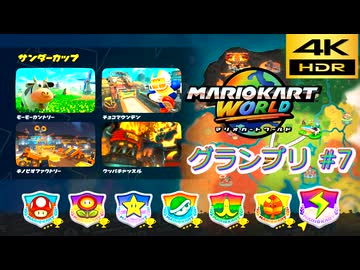 サンダーカップ
4K
HDR
MARIOKART
WORLD
マリオカートワールド
モーモーカントリー
チョコマウンテン
グランプリ #7
キノピオファクトリー
クッパキャッスル